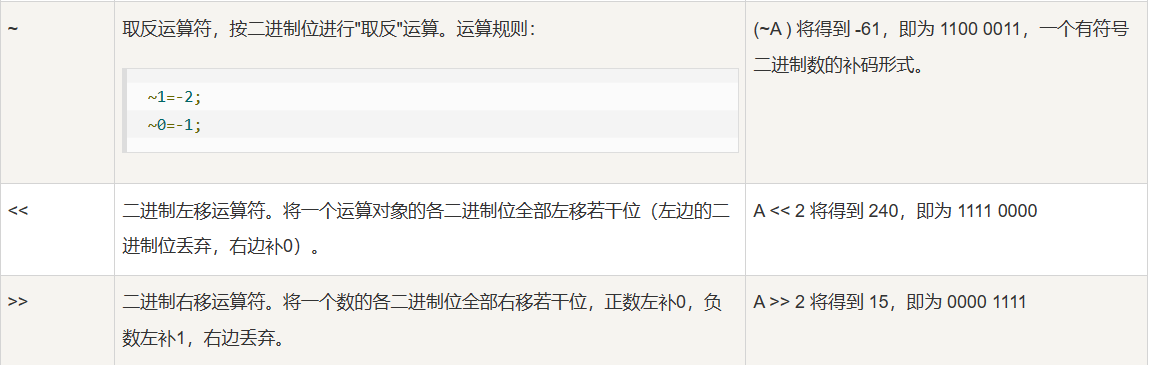 ~
取反运算符，按二进制位进行"取反"运算。运算规则：
~1=-2;
~0=-1;
(~A ) 将得到 -61，即为 1100 0011，一个有符号
二进制数的补码形式。
<<
二进制左移运算符。将一个运算对象的各二进制位全部左移若干位（左边的二
进制位丢弃，右边补0）。
A << 2 将得到 240，即为 1111 0000
>>
二进制右移运算符。将一个数的各二进制位全部右移若干位，正数左补0，负
数左补1，右边丢弃。
A >> 2 将得到 15，即为 0000 1111